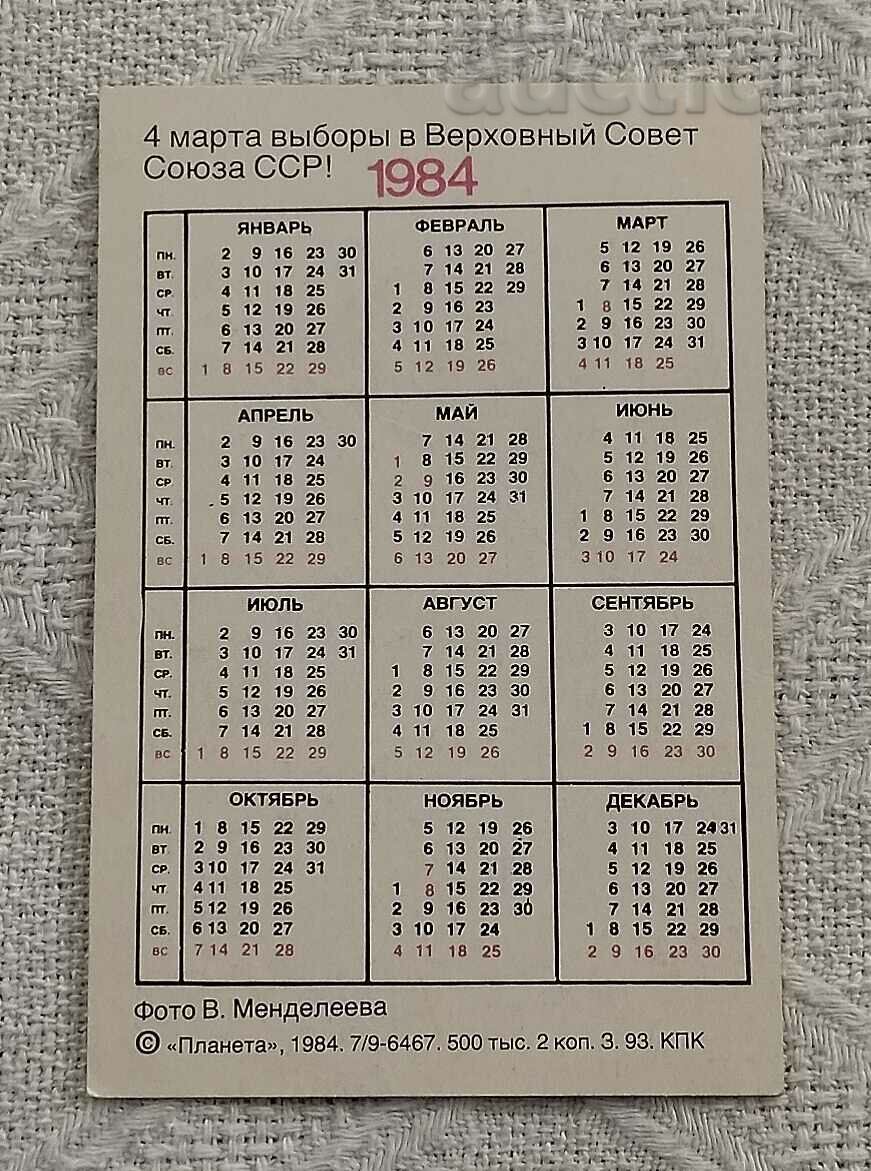 auctic
4 марта выборы в Верховный Совет
Союза ССР! 1984
ЯНВАРЬ ФЕВРАЛЬ МАРТ
ПН. 2 9 16 23 30 6 13 20 27 5 12 19 26
ВТ. 3 10 17 24 31 7 14 21 28 6 13 20 27
СР. 4 11 18 25 1 8 15 22 29 7 14 21 28
ЧТ. 5 12 19 26 2 9 16 23 1 8 15 22 29
ПТ. 6 13 20 27 3 10 17 24 2 9 16 23 30
СБ. 7 14 21 28 4 11 18 25 3 10 17 24 31
ВС 1 8 15 22 29 5 12 19 26 4 11 18 25
АПРЕЛЬ МАЙ ИЮНЬ
ПН. 2 9 16 23 30 7 14 21 28 4 11 18 25
ВТ. 3 10 17 24 1 8 15 22 29 5 12 19 26
СР 4 11 18 25 2 9 16 23 30 6 13 20 27
ЧТ. 5 12 19 26 3 10 17 24 31 7 14 21 28
ПТ. 6 13 20 27 4 11 18 25 1 8 15 22 29
СБ. 7 14 21 28 5 12 19 26 2 9 16 23 30
ВС 1 8 15 22 29 6 13 20 27 3 10 17 24
ИЮЛЬ АВГУСТ СЕНТЯБРЬ
ПН. 2 9 16 23 30 6 13 20 27 3 10 17 24
ВТ. 3 10 17 24 31 7 14 21 28 4 11 18 25
СР. 4 11 18 25 1 8 15 22 29 5 12 19 26
ЧТ. 5 12 19 26 2 9 16 23 30 6 13 20 27
ПТ. 6 13 20 27 3 10 17 24 31 7 14 21 28
СБ. 7 14 21 28 4 11 18 25 1 8 15 22 29
ВС 1 8 15 22 29 5 12 19 26 2 9 16 23 30
ОКТЯБРЬ НОЯБРЬ ДЕКАБРЬ
ПН. 1 8 15 22 29 5 12 19 26 3 10 17 24 31
ВТ. 2 9 16 23 30 6 13 20 27 4 11 18 25
СР. 3 10 17 24 31 7 14 21 28 5 12 19 26
ЧТ. 4 11 18 25 1 8 15 22 29 6 13 20 27
ПТ. 5 12 19 26 2 9 16 23 30 7 14 21 28
СБ. 6 13 20 27 3 10 17 24 1 8 15 22 29
ВС 7 14 21 28 4 11 18 25 2 9 16 23 30
Фото В. Менделеева
© «Планета», 1984. 7/9-6467. 500 тыс. 2 коп. З. 93. КПК